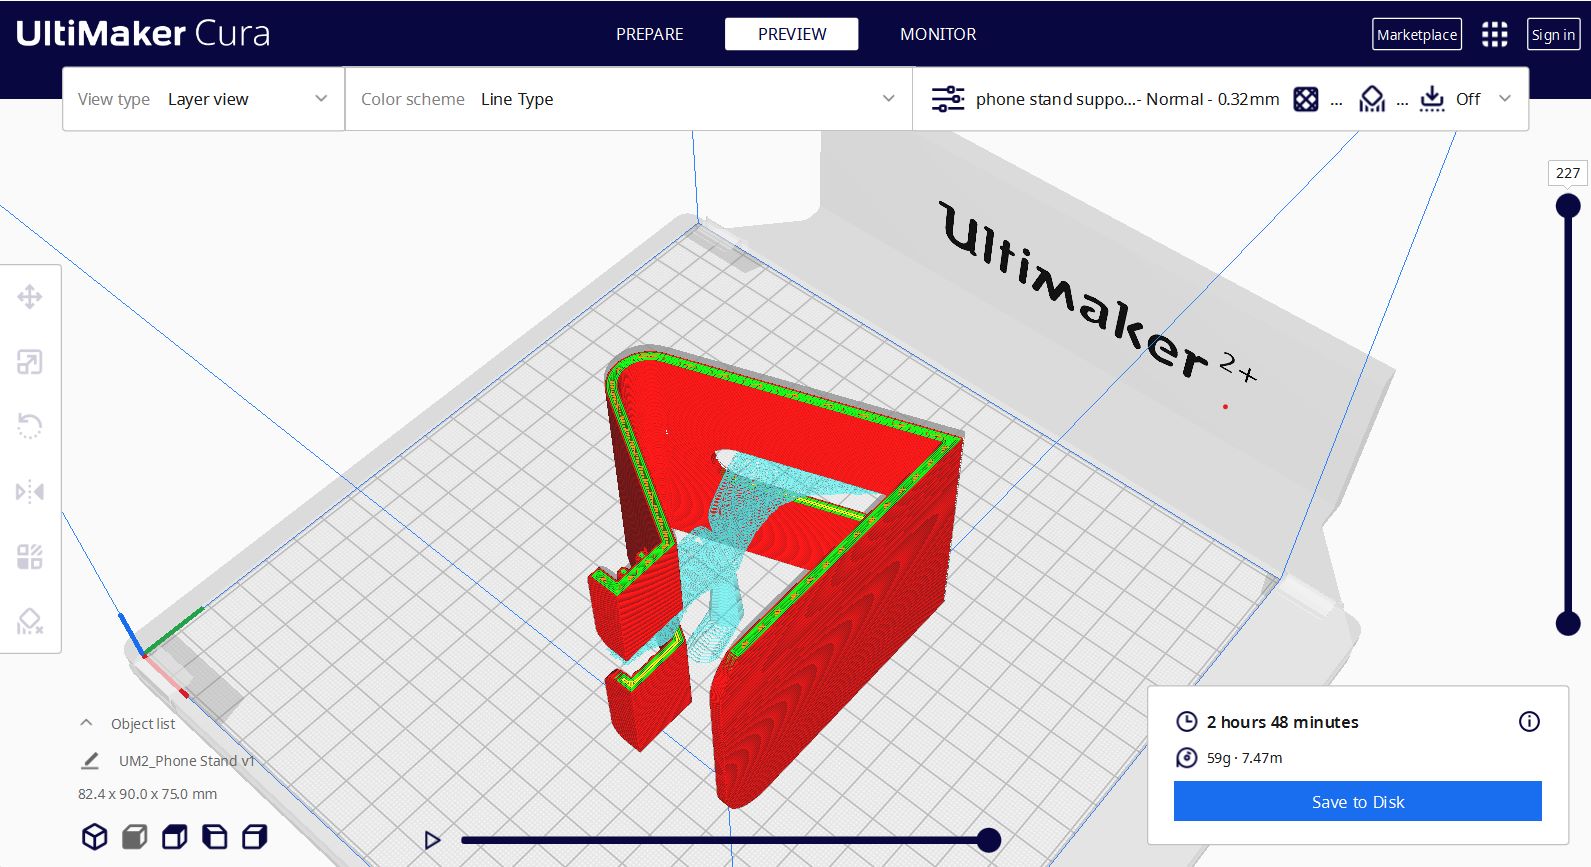 UltiMaker Cura
PREPARE
PREVIEW
MONITOR
Marketplace
Sign in
View type Layer view
Color scheme Line Type
phone stand suppo...- Normal - 0.32mm
...
...
Off
227
Ultimaker 2+
Object list
UM2_Phone Stand v1
82.4 x 90.0 x 75.0 mm
2 hours 48 minutes
59g · 7.47m
Save to Disk